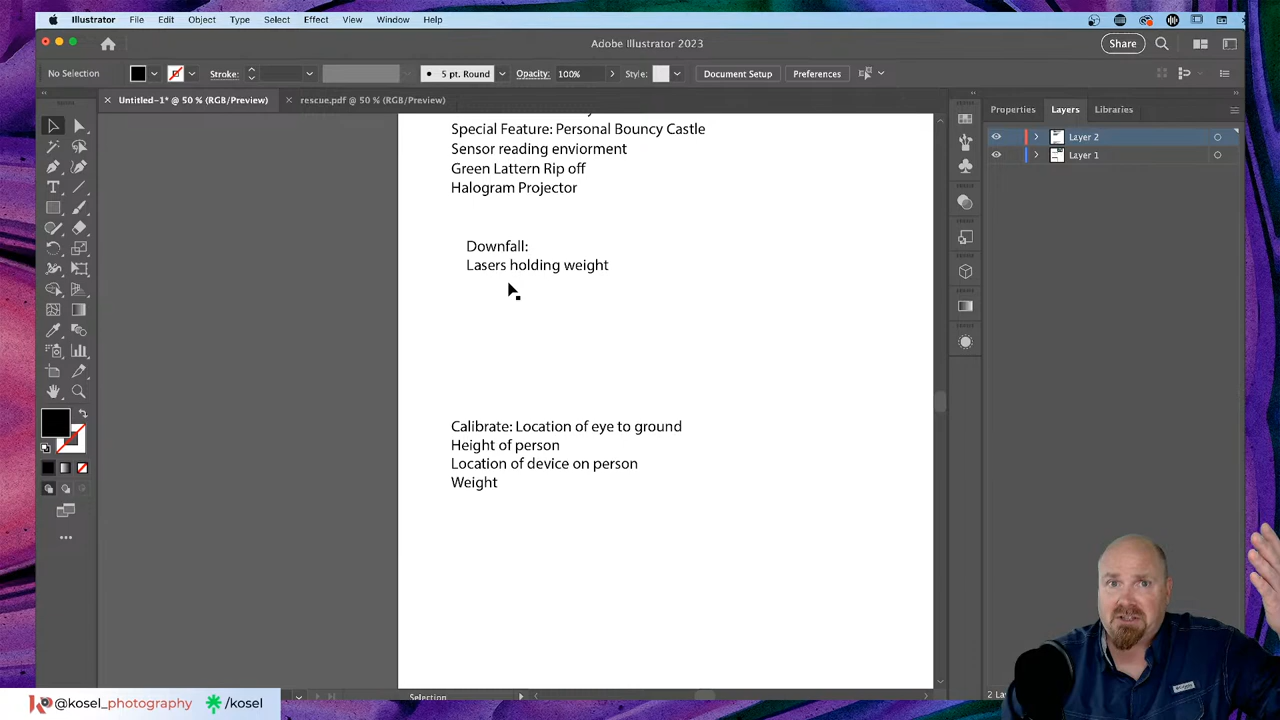 Illustrator File Edit Object Type Select Effect View Window Help
Adobe Illustrator 2023
Share
No Selection
Stroke:
5 pt. Round
Opacity:
100%
Style:
Document Setup
Preferences
Untitled-1* @ 50 % (RGB/Preview)
rescue.pdf @ 50 % (RGB/Preview)
Properties
Layers
Libraries
Layer 2
Layer 1
Special Feature: Personal Bouncy Castle
Sensor reading enviorment
Green Lattern Rip off
Halogram Projector
Downfall:
Lasers holding weight
Calibrate: Location of eye to ground
Height of person
Location of device on person
Weight
Selection
@kosel_photography
/kosel